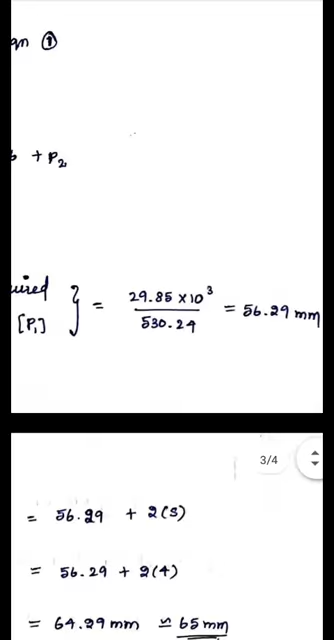 qn ①
+ P₂
uired
[P₁] } = 29.85 × 10³ / 530.24 = 56.29 mm
3/4
= 56.29 + 2(s)
= 56.29 + 2(4)
= 64.29 mm ≃ 65 mm